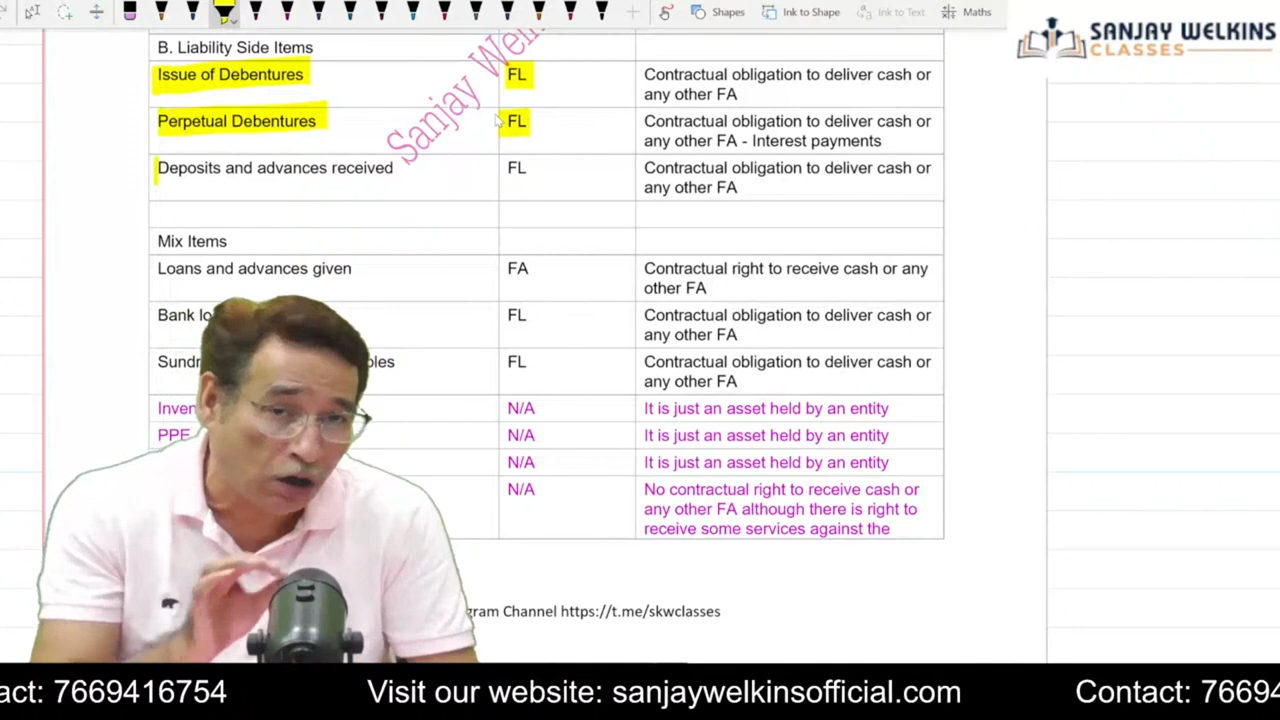 Shapes
Ink to Shape
Ink to Text
Maths
SANJAY WELKINS
CLASSES
B. Liability Side Items
Issue of Debentures FL Contractual obligation to deliver cash or
any other FA
Perpetual Debentures FL Contractual obligation to deliver cash or
any other FA - Interest payments
Deposits and advances received FL Contractual obligation to deliver cash or
any other FA
Sanjay
Mix Items
Loans and advances given FA Contractual right to receive cash or any
other FA
Bank FL Contractual obligation to deliver cash or
any other FA
FL Contractual obligation to deliver cash or
any other FA
N/A It is just an asset held by an entity
PPE N/A It is just an asset held by an entity
N/A It is just an asset held by an entity
N/A No contractual right to receive cash or
any other FA although there is right to
receive some services against the
Channel https://t.me/skwclasses
7669416754 Visit our website: sanjaywelkinsofficial.com Contact: